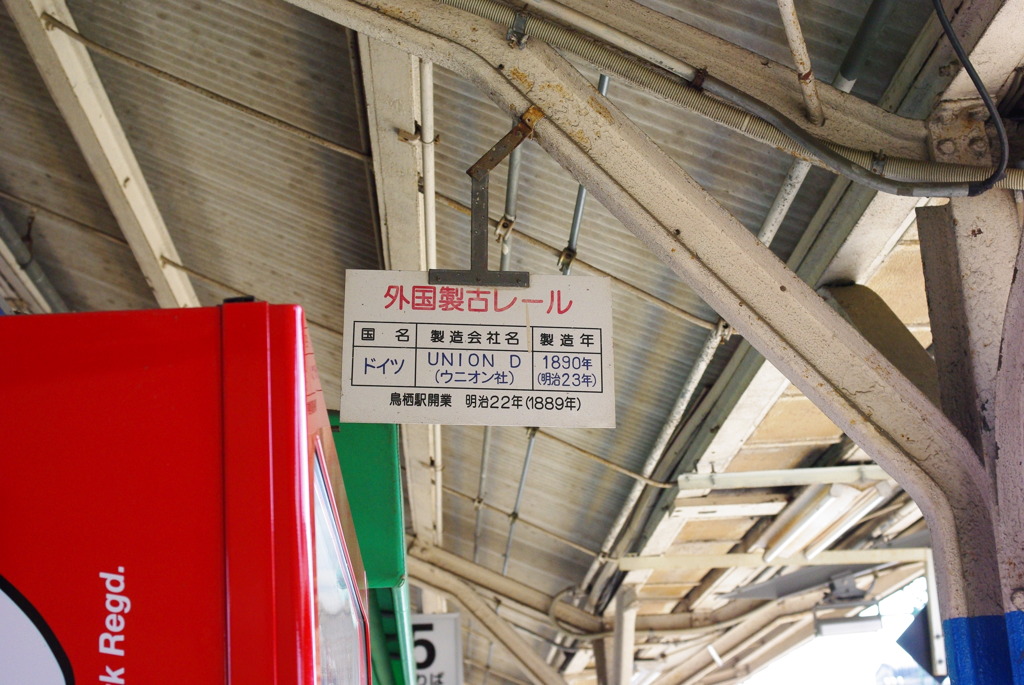 外国製古レール
国名 製造会社名 製造年
ドイツ UNION D 1890年
(ウニオン社) (明治23年)
鳥栖駅開業 明治22年(1889年)
k Regd.
5
りば